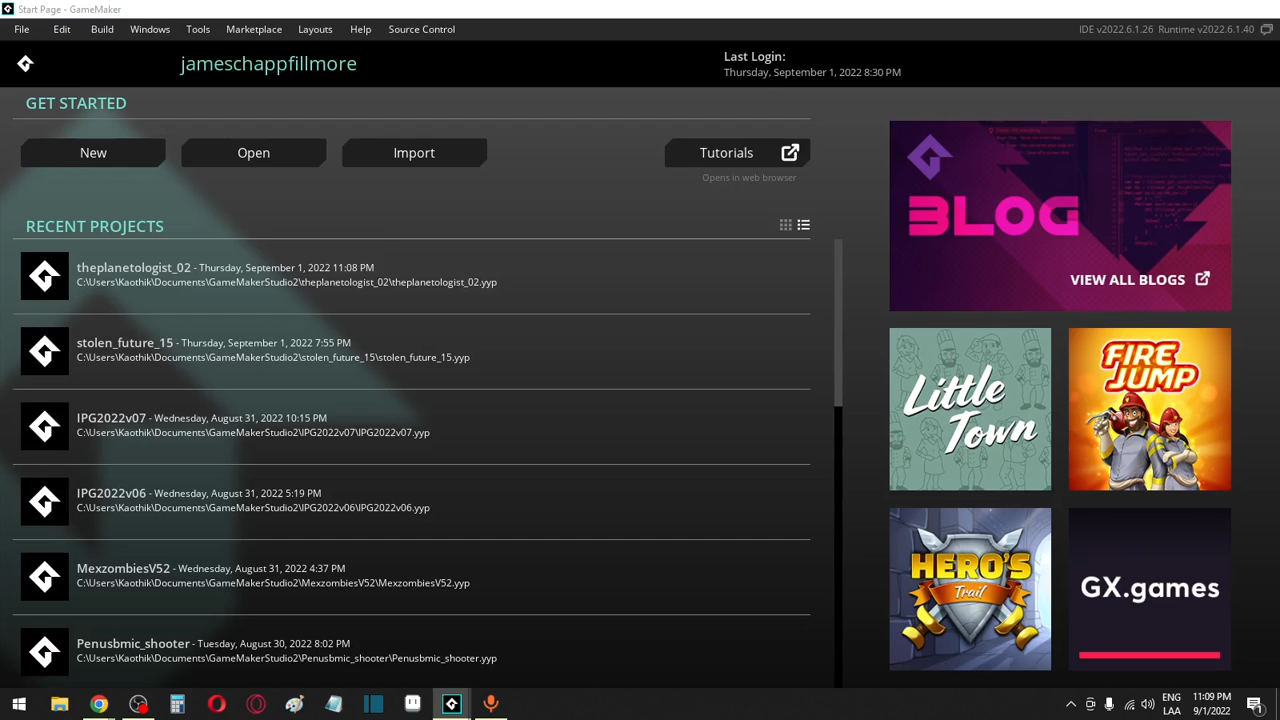 Start Page - GameMaker
File Edit Build Windows Tools Marketplace Layouts Help Source Control
IDE v2022.6.1.26 Runtime v2022.6.1.40
jameschappfillmore
Last Login:
Thursday, September 1, 2022 8:30 PM
GET STARTED
New Open Import Tutorials
Opens in web browser
RECENT PROJECTS
theplanetologist_02 - Thursday, September 1, 2022 11:08 PM
C:\Users\Kaothik\Documents\GameMakerStudio2\theplanetologist_02\theplanetologist_02.yyp
stolen_future_15 - Thursday, September 1, 2022 7:55 PM
C:\Users\Kaothik\Documents\GameMakerStudio2\stolen_future_15\stolen_future_15.yyp
IPG2022v07 - Wednesday, August 31, 2022 10:15 PM
C:\Users\Kaothik\Documents\GameMakerStudio2\IPG2022v07\IPG2022v07.yyp
IPG2022v06 - Wednesday, August 31, 2022 5:19 PM
C:\Users\Kaothik\Documents\GameMakerStudio2\IPG2022v06\IPG2022v06.yyp
MexzombiesV52 - Wednesday, August 31, 2022 4:37 PM
C:\Users\Kaothik\Documents\GameMakerStudio2\MexzombiesV52\MexzombiesV52.yyp
Penusbmic_shooter - Tuesday, August 30, 2022 8:02 PM
C:\Users\Kaothik\Documents\GameMakerStudio2\Penusbmic_shooter\Penusbmic_shooter.yyp
BLOG
VIEW ALL BLOGS
Little
Town
FIRE
JUMP
HERO'S
Trail
GX.games
ENG
LAA
11:09 PM
9/1/2022
1